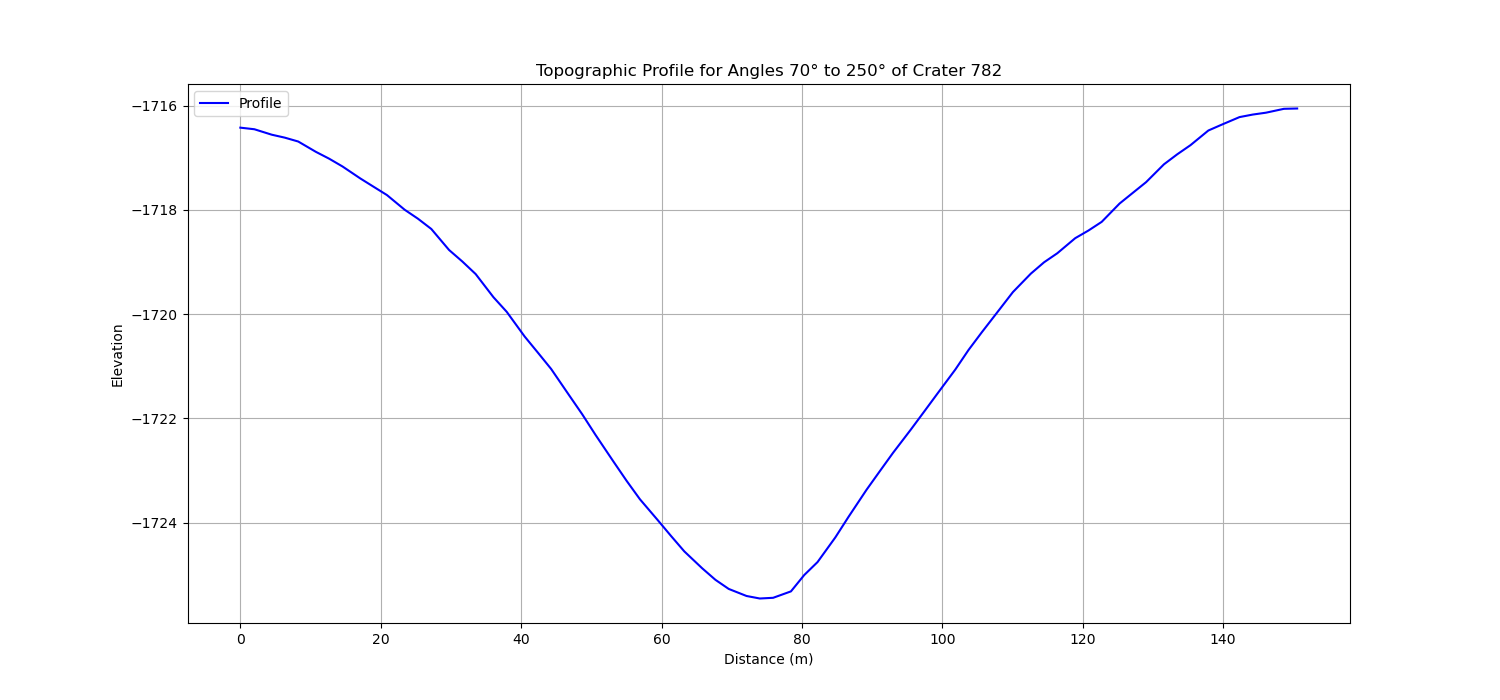 Topographic Profile for Angles 70° to 250° of Crater 782
Profile
−1716
−1718
−1720
−1722
−1724
Elevation
0 20 40 60 80 100 120 140
Distance (m)